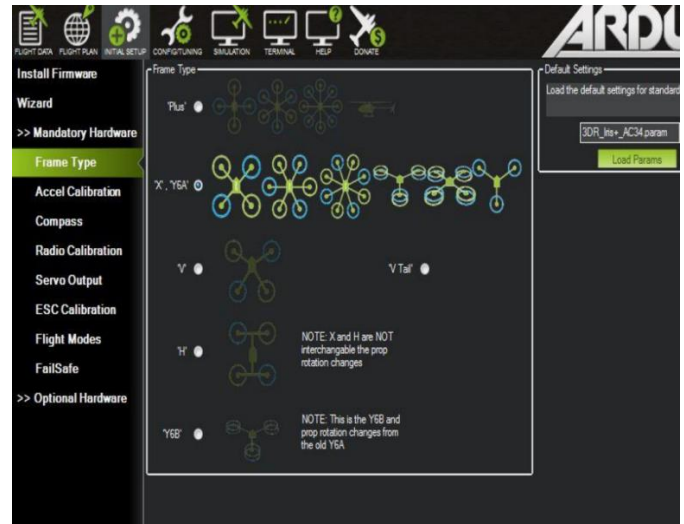 FLIGHT DATA FLIGHT PLAN INITIAL SETUP CONFIG/TUNING SIMULATION TERMINAL HELP DONATE
ARDU
Install Firmware
Wizard
>> Mandatory Hardware
Frame Type
Accel Calibration
Compass
Radio Calibration
Servo Output
ESC Calibration
Flight Modes
FailSafe
>> Optional Hardware
Frame Type
'Plus'
'X', 'Y6A'
'V'
'V Tail'
'H'
NOTE: X and H are NOT
interchangable the prop
rotation changes
'Y6B'
NOTE: This is the Y6B and
prop rotation changes from
the old Y6A
Default Settings
Load the default settings for standard
3DR_Iris+_AC34.param
Load Params